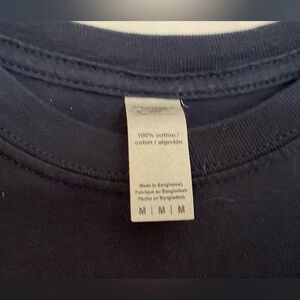 100% cotton /
coton / algodón
Made in Bangladesh
Fabriqué au Bangladesh
Hecho en Bangladesh
M | M | M